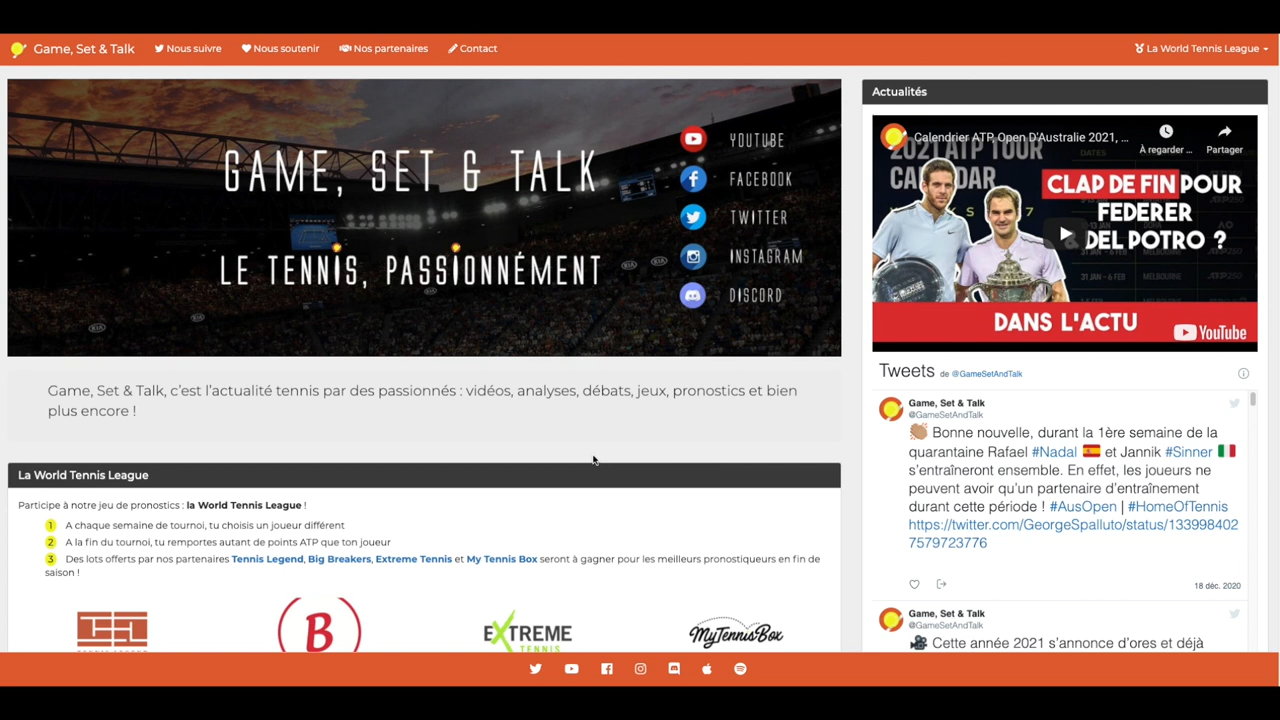 Game, Set & Talk
Nous suivre
Nous soutenir
Nos partenaires
Contact
La World Tennis League
GAME, SET & TALK
LE TENNIS, PASSIONNÉMENT
YOUTUBE
FACEBOOK
TWITTER
INSTAGRAM
DISCORD
KIA
KIA
KIA
KIA
Game, Set & Talk, c’est l’actualité tennis par des passionnés : vidéos, analyses, débats, jeux, pronostics et bien
plus encore !
La World Tennis League
Participe à notre jeu de pronostics : la World Tennis League !
1 A chaque semaine de tournoi, tu choisis un joueur différent
2 A la fin du tournoi, tu remportes autant de points ATP que ton joueur
3 Des lots offerts par nos partenaires Tennis Legend, Big Breakers, Extreme Tennis et My Tennis Box seront à gagner pour les meilleurs pronostiqueurs en fin de
saison !
B
EXTREME
TENNIS
MyTennisBox
Actualités
Calendrier ATP, Open D'Australie 2021, ...
À regarder ...
Partager
2021 ATP TOUR
CALENDAR
DATES
CLAP DE FIN POUR
FEDERER
& DEL POTRO ?
31 JAN - 6 FEB MELBOURNE
DANS L'ACTU
YouTube
Tweets de @GameSetAndTalk
Game, Set & Talk
@GameSetAndTalk
👏🏽 Bonne nouvelle, durant la 1ère semaine de la
quarantaine Rafael #Nadal 🇪🇸 et Jannik #Sinner 🇮🇹
s’entraîneront ensemble. En effet, les joueurs ne
peuvent avoir qu’un partenaire d’entraînement
durant cette période ! #AusOpen | #HomeOfTennis
https://twitter.com/GeorgeSpalluto/status/133998402
7579723776
18 déc. 2020
Game, Set & Talk
@GameSetAndTalk
🎥 Cette année 2021 s’annonce d’ores et déjà